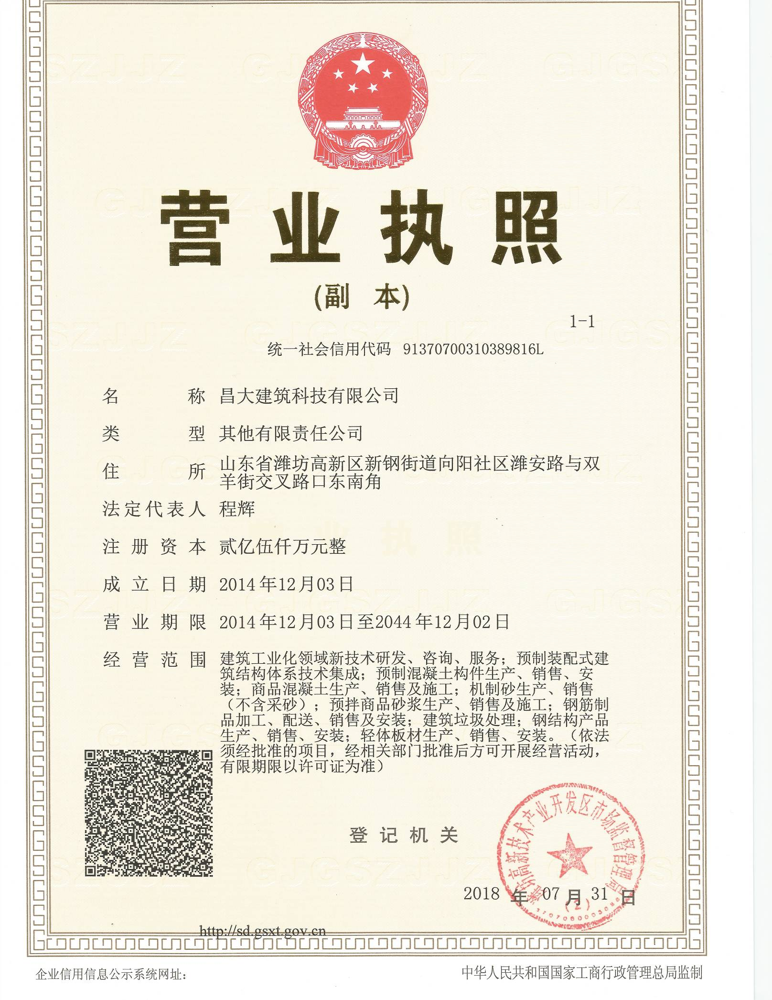 营业执照
(副 本)
1-1
统一社会信用代码 91370700310389816L
名 称 昌大建筑科技有限公司
类 型 其他有限责任公司
住 所 山东省潍坊高新区新钢街道向阳社区潍安路与双
羊街交叉路口东南角
法定代表人 程辉
注册资本 贰亿伍仟万元整
成立日期 2014年12月03日
营业期限 2014年12月03日至2044年12月02日
经营范围 建筑工业化领域新技术研发、咨询、服务；预制装配式建
筑结构体系技术集成；预制混凝土构件生产、销售、安
装；商品混凝土生产、销售及施工；机制砂生产、销售
（不含采砂）；预拌商品砂浆生产、销售及施工；钢筋制
品加工、配送、销售及安装；建筑垃圾处理；钢结构产品
生产、销售、安装；轻体板材生产、销售、安装。（依法
须经批准的项目，经相关部门批准后方可开展经营活动，
有限期限以许可证为准）
登记机关
潍坊高新技术产业开发区市场监督管理局
(2)
2018 年 07 月 31 日
http://sd.gsxt.gov.cn
企业信用信息公示系统网址：
中华人民共和国国家工商行政管理总局监制